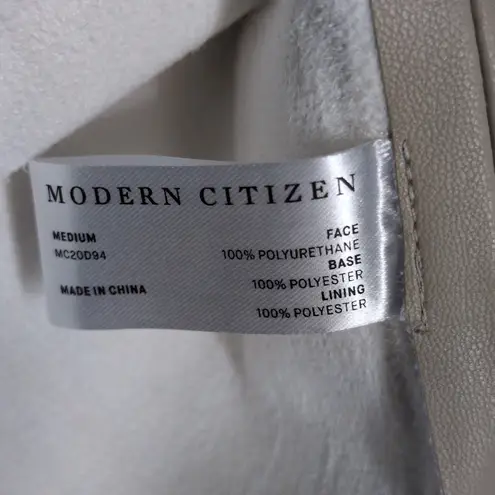 MODERN CITIZEN
MEDIUM
MC20D94
MADE IN CHINA
FACE
100% POLYURETHANE
BASE
100% POLYESTER
LINING
100% POLYESTER